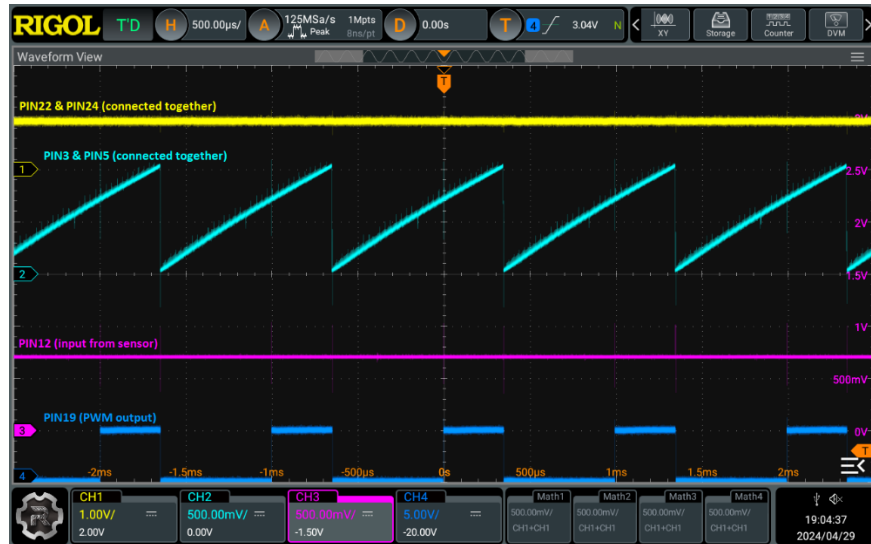 RIGOL T'D H 500.00µs/ A 125MSa/s 1Mpts D 0.00s T 4 3.04V N XY Storage Counter DVM
Peak 8ns/pt
Waveform View
T
PIN22 & PIN24 (connected together)
PIN3 & PIN5 (connected together)
1 2.5V
2V
2 1.5V
1V
PIN12 (input from sensor)
500mV
PIN19 (PWM output)
3 0V
T
4 -2ms -1.5ms -1ms -500µs 0s 500µs 1ms 1.5ms 2ms
CH1 CH2 CH3 CH4 Math1 Math2 Math3 Math4
1.00V/ 500.00mV/ 500.00mV/ 5.00V/ 500.00mV/ 500.00mV/ 500.00mV/ 500.00mV/
2.00V 0.00V -1.50V -20.00V CH1+CH1 CH1+CH1 CH1+CH1 CH1+CH1
19:04:37
2024/04/29